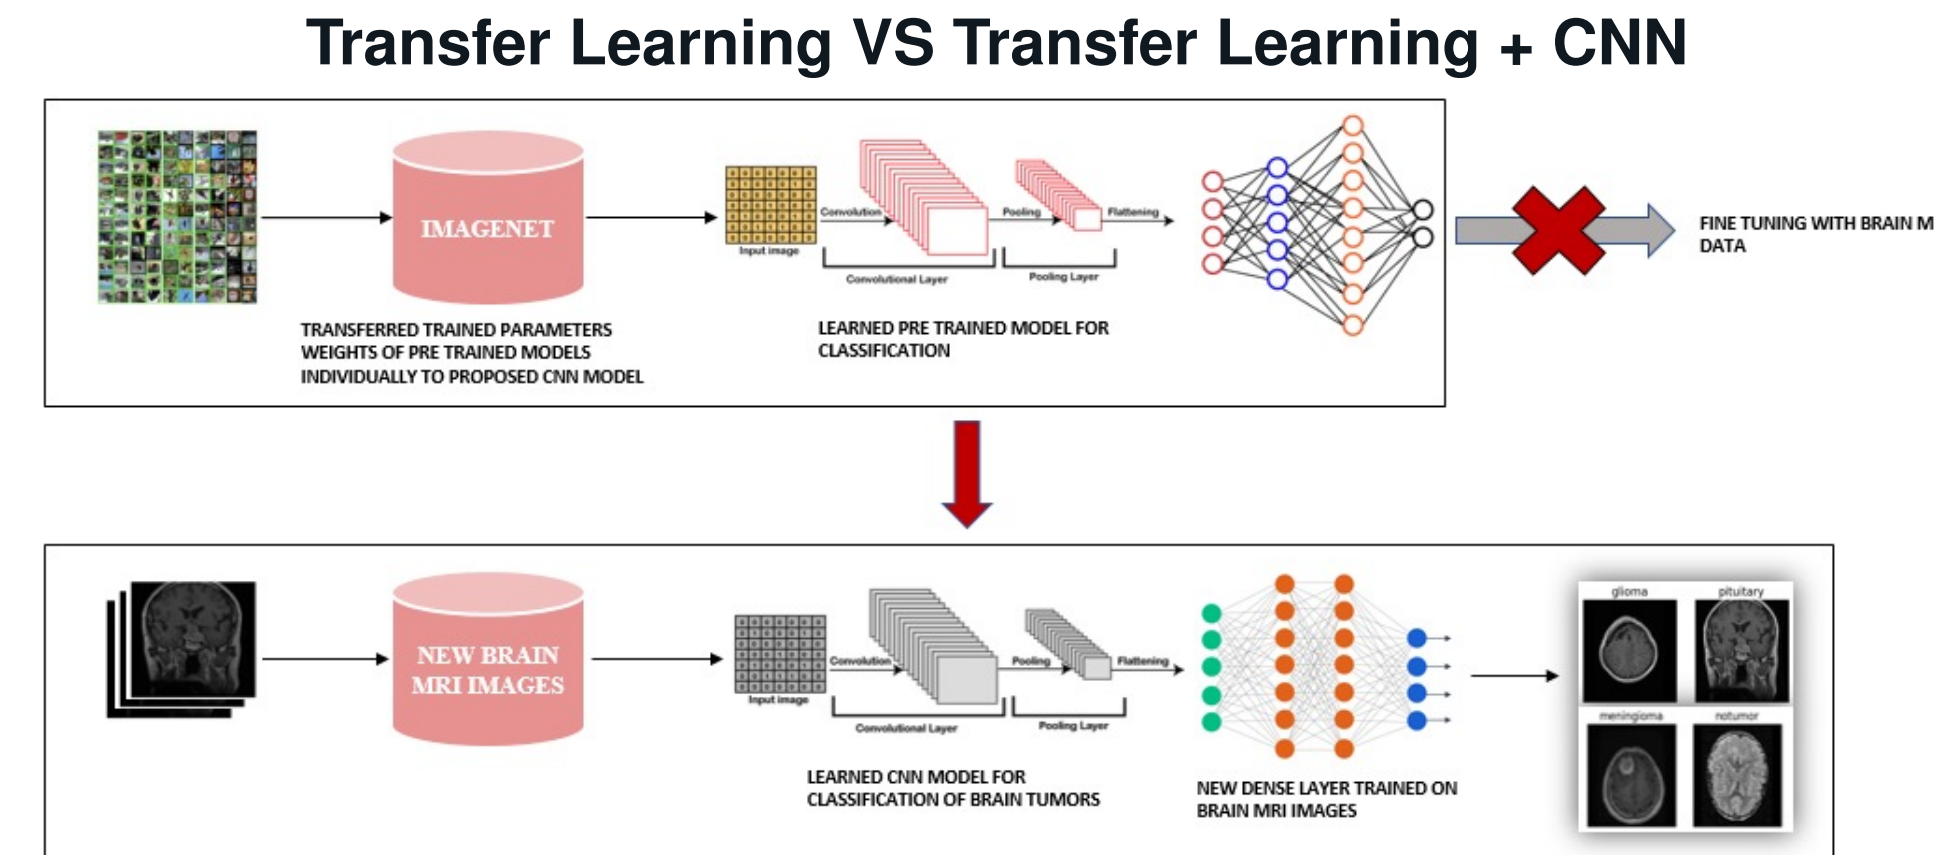 Transfer Learning VS Transfer Learning + CNN
IMAGENET
Input image
Convolution
Convolutional Layer
Pooling
Pooling Layer
Flattening
FINE TUNING WITH BRAIN M
DATA
TRANSFERRED TRAINED PARAMETERS
WEIGHTS OF PRE TRAINED MODELS
INDIVIDUALLY TO PROPOSED CNN MODEL
LEARNED PRE TRAINED MODEL FOR
CLASSIFICATION
NEW BRAIN
MRI IMAGES
Input image
Convolution
Convolutional Layer
Pooling
Pooling Layer
Flattening
LEARNED CNN MODEL FOR
CLASSIFICATION OF BRAIN TUMORS
NEW DENSE LAYER TRAINED ON
BRAIN MRI IMAGES
glioma
pituitary
meningioma
notumor